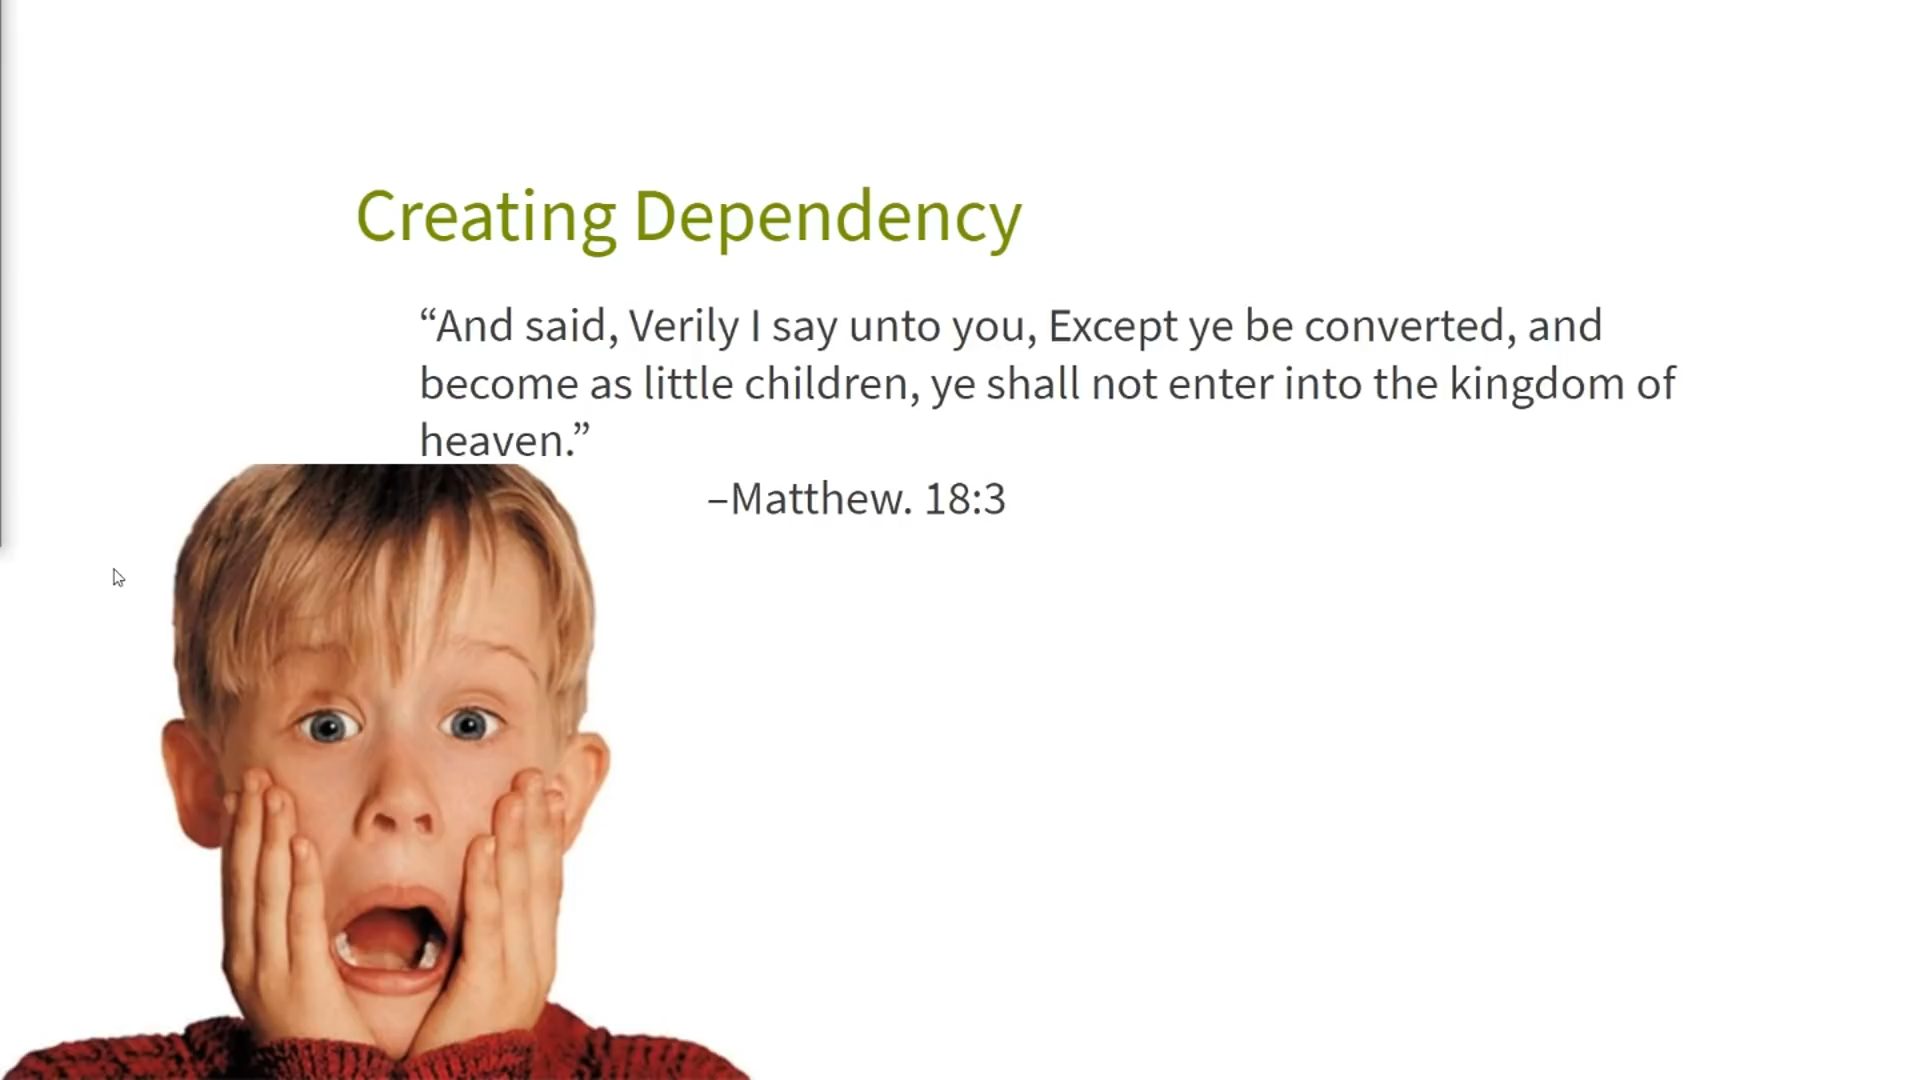 Creating Dependency
“And said, Verily I say unto you, Except ye be converted, and
become as little children, ye shall not enter into the kingdom of
heaven.”
–Matthew. 18:3